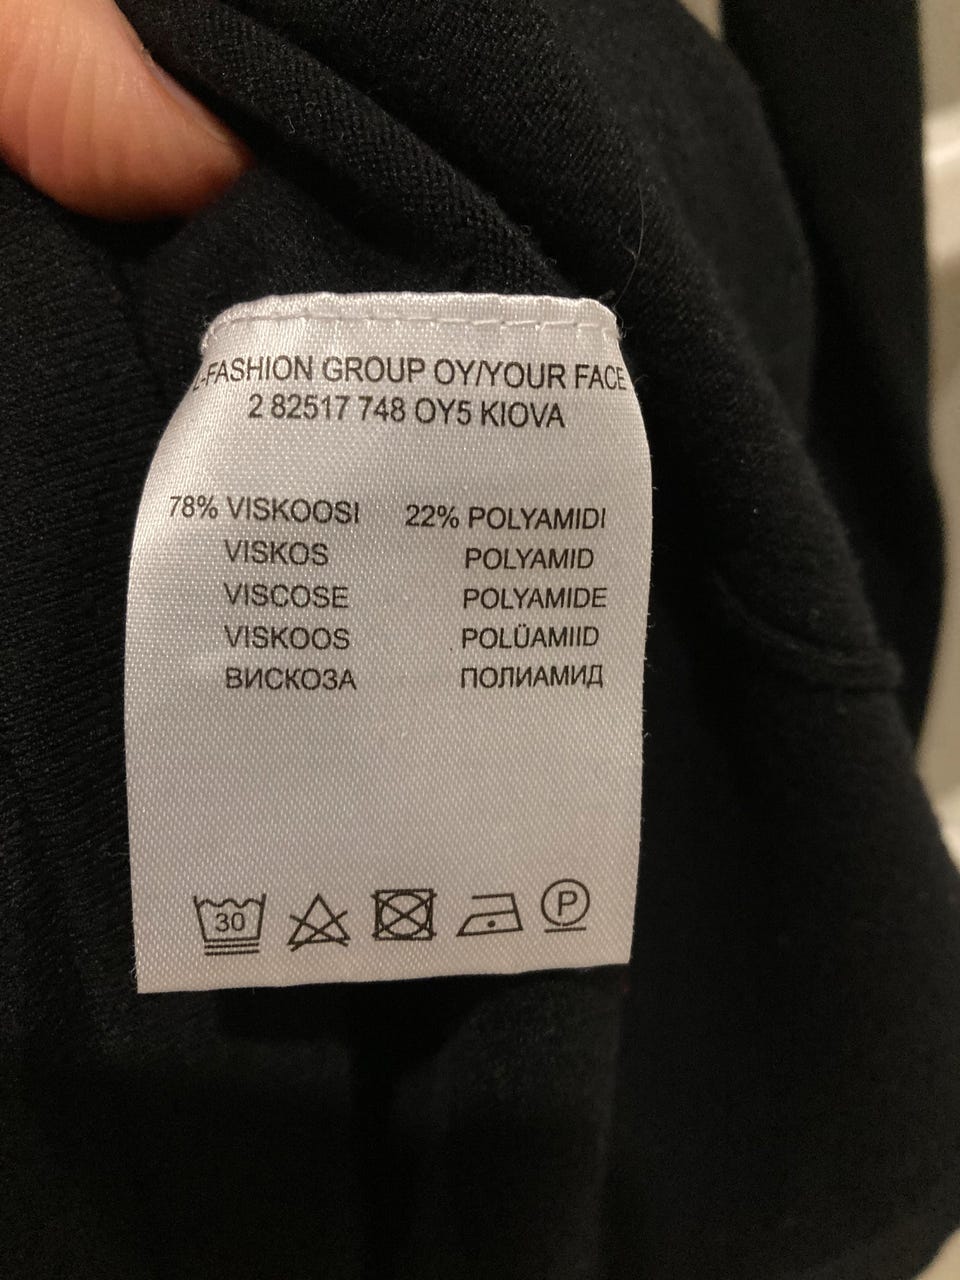 L-FASHION GROUP OY/YOUR FACE
2 82517 748 OY5 KIOVA
78% VISKOOSI 22% POLYAMIDI
VISKOS POLYAMID
VISCOSE POLYAMIDE
VISKOOS POLÜAMIID
ВИСКОЗА ПОЛИАМИД
30 P